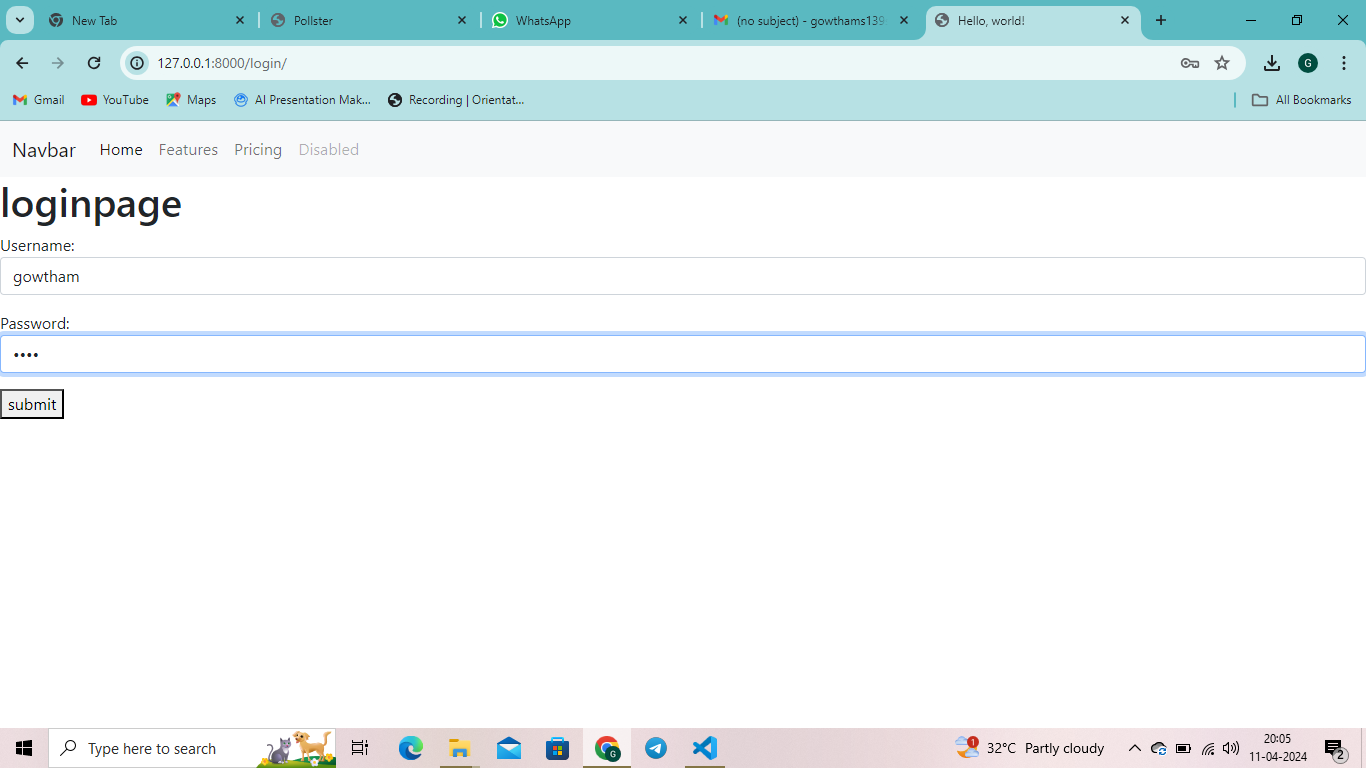 New Tab
Pollster
WhatsApp
(no subject) - gowthams139
Hello, world!
127.0.0.1:8000/login/
G
Gmail
YouTube
Maps
AI Presentation Mak...
Recording | Orientat...
All Bookmarks
Navbar Home Features Pricing Disabled
loginpage
Username:
gowtham
Password:
••••
submit
Type here to search
G
1
32°C Partly cloudy
20:05
11-04-2024
2